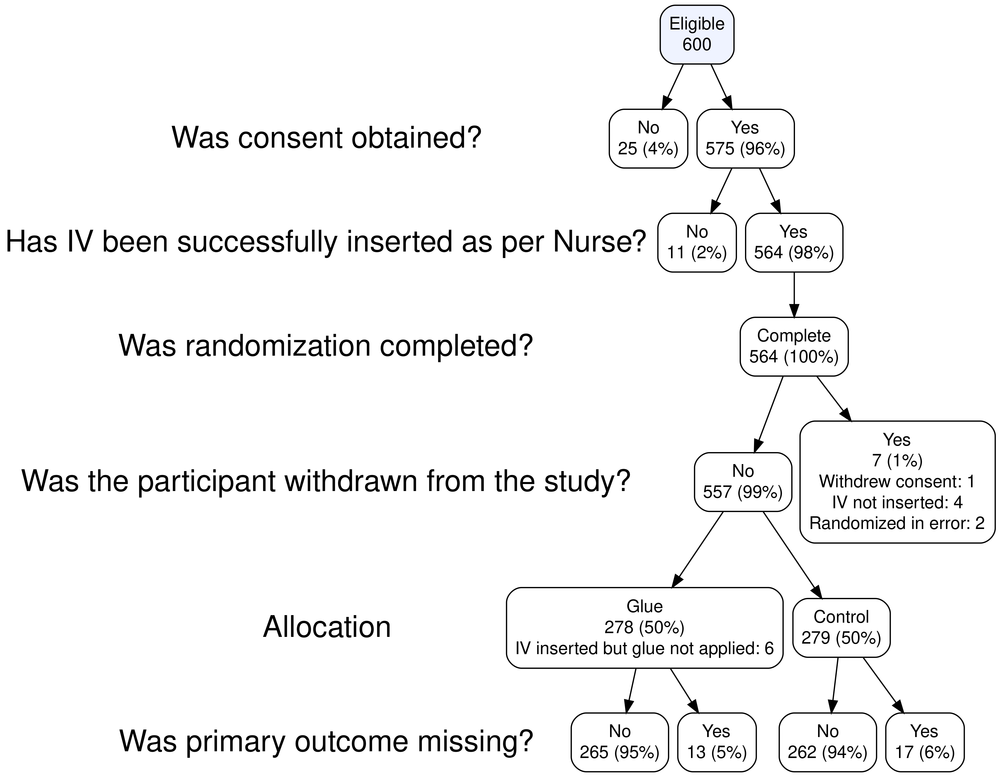 Eligible
600
Was consent obtained?
No
25 (4%)
Yes
575 (96%)
Has IV been successfully inserted as per Nurse?
No
11 (2%)
Yes
564 (98%)
Was randomization completed?
Complete
564 (100%)
Was the participant withdrawn from the study?
No
557 (99%)
Yes
7 (1%)
Withdrew consent: 1
IV not inserted: 4
Randomized in error: 2
Allocation
Glue
278 (50%)
IV inserted but glue not applied: 6
Control
279 (50%)
Was primary outcome missing?
No
265 (95%)
Yes
13 (5%)
No
262 (94%)
Yes
17 (6%)